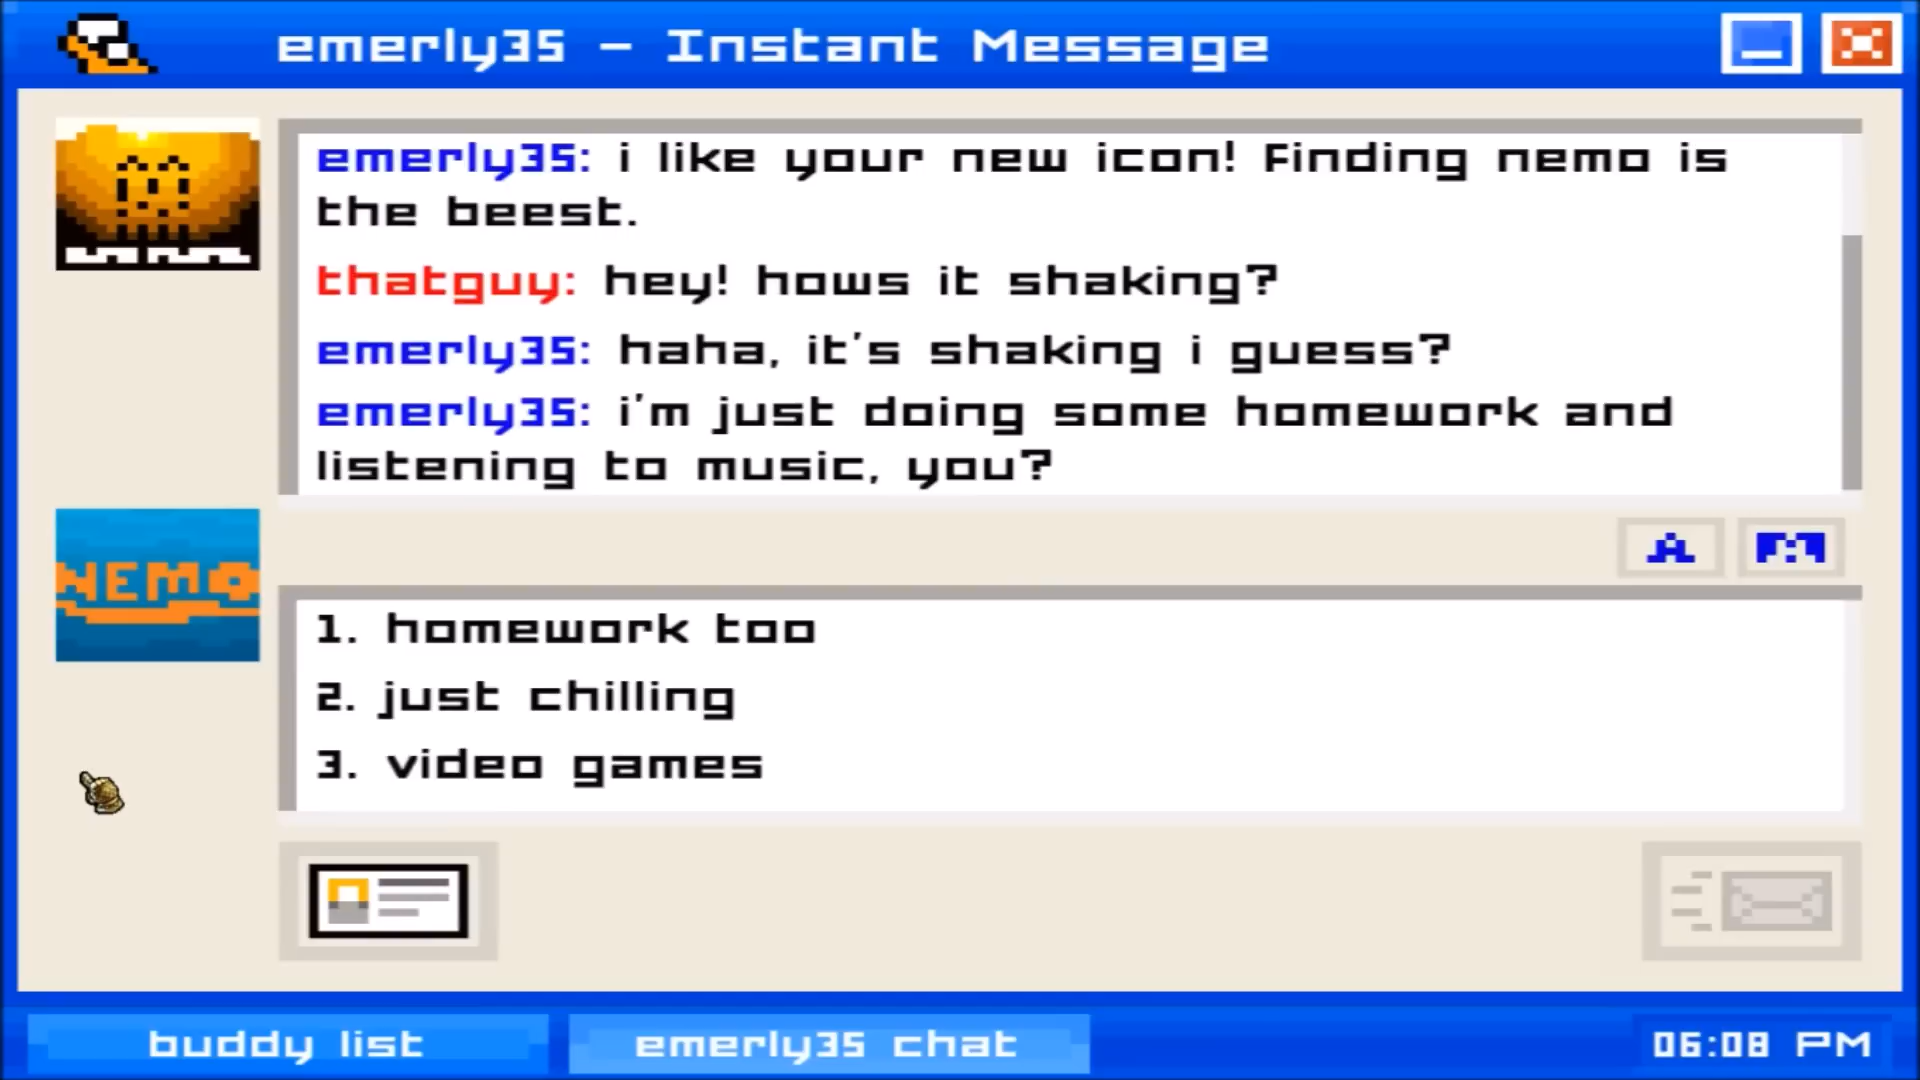 emerly35 - Instant Message
emerly35: i like your new icon! Finding nemo is
the beest.
thatguy: hey! hows it shaking?
emerly35: haha, it's shaking i guess?
emerly35: i'm just doing some homework and
listening to music, you?
NEMO
A
1. homework too
2. just chilling
3. video games
buddy list
emerly35 chat
06:08 PM